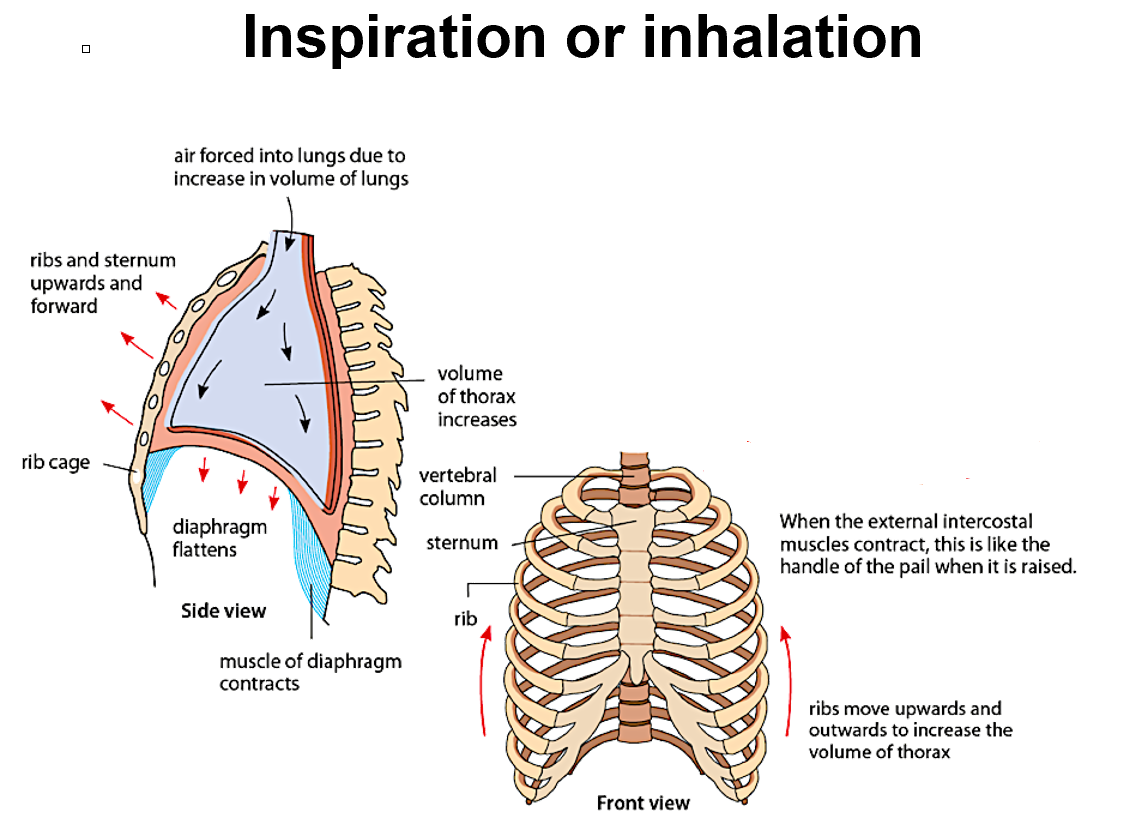 Inspiration or inhalation
air forced into lungs due to
increase in volume of lungs
ribs and sternum
upwards and
forward
volume
of thorax
increases
rib cage
diaphragm
flattens
Side view
muscle of diaphragm
contracts
vertebral
column
sternum
rib
When the external intercostal
muscles contract, this is like the
handle of the pail when it is raised.
ribs move upwards and
outwards to increase the
volume of thorax
Front view